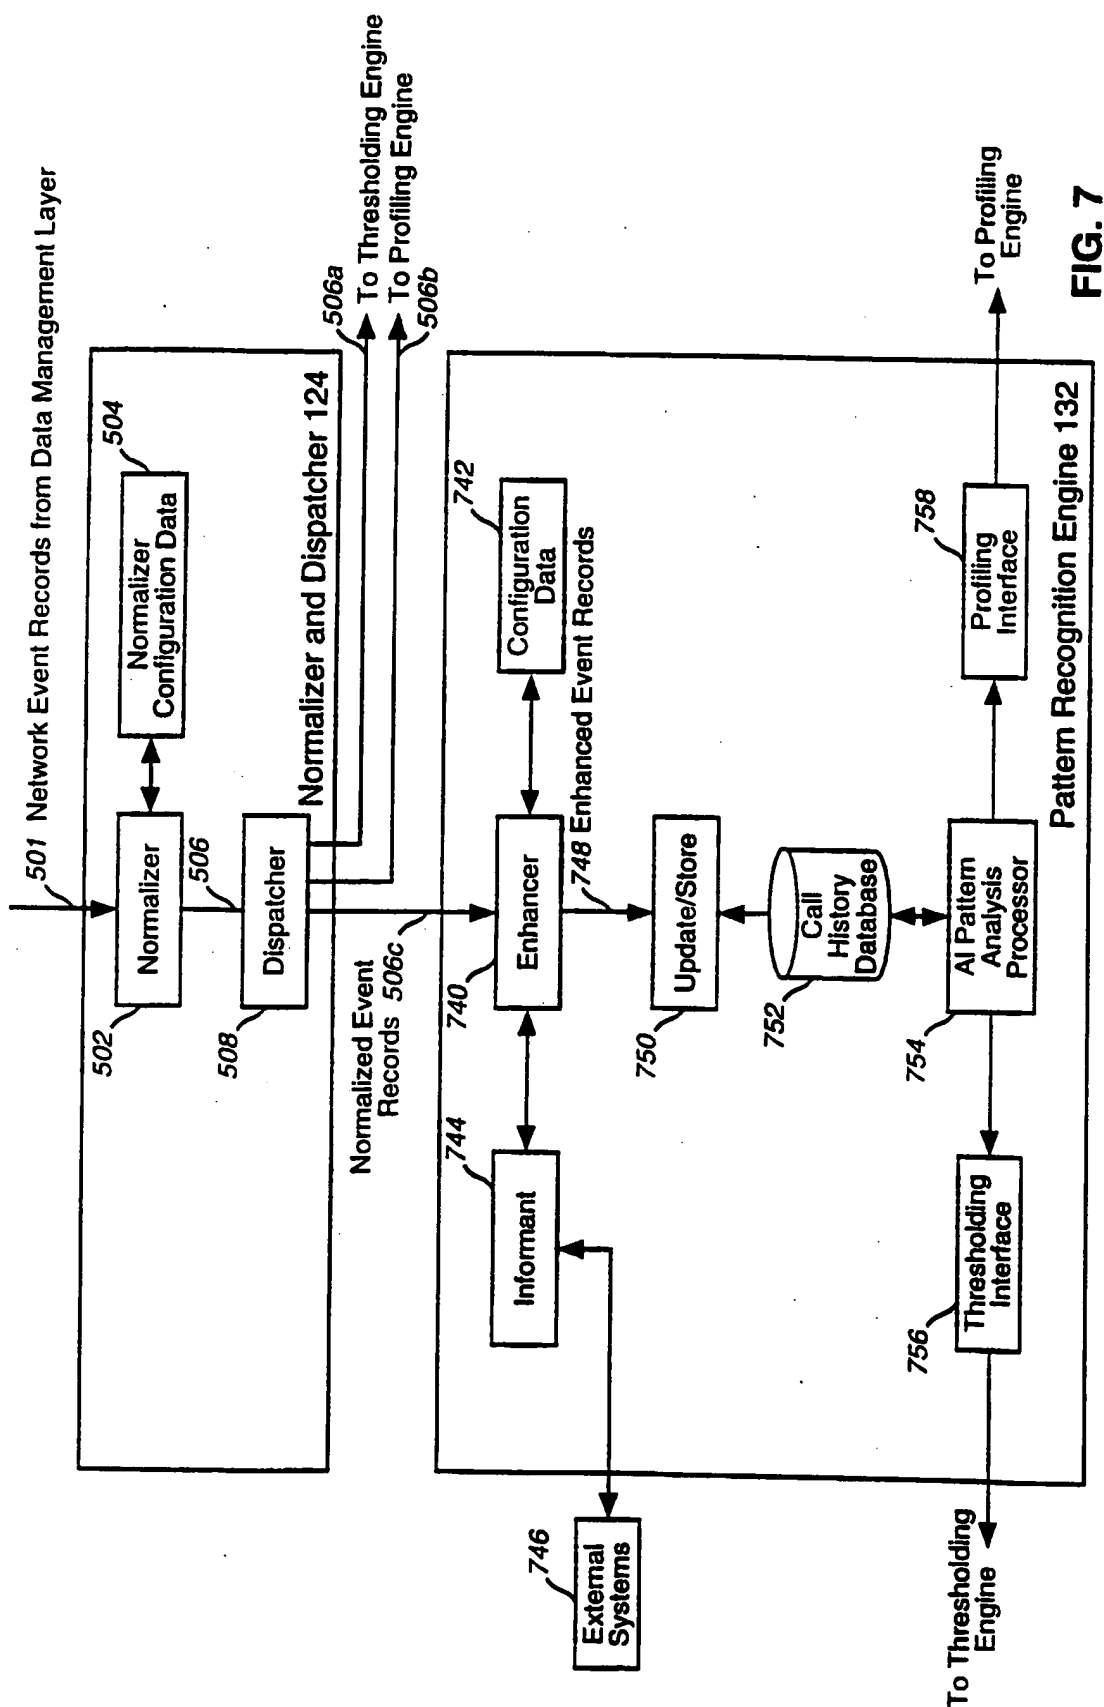 501 Network Event Records from Data Management Layer
502
Normalizer
504
Normalizer
Configuration Data
506
508
Dispatcher
Normalizer and Dispatcher 124
506a
To Thresholding Engine
To Profiling Engine
506b
Normalized Event
Records 506c
744
Informant
740
Enhancer
742
Configuration
Data
746
External
Systems
748 Enhanced Event Records
750
Update/Store
752
Call
History
Database
754
AI Pattern
Analysis
Processor
756
Thresholding
Interface
758
Profiling
Interface
Pattern Recognition Engine 132
To Thresholding
Engine
To Profiling
Engine
FIG. 7